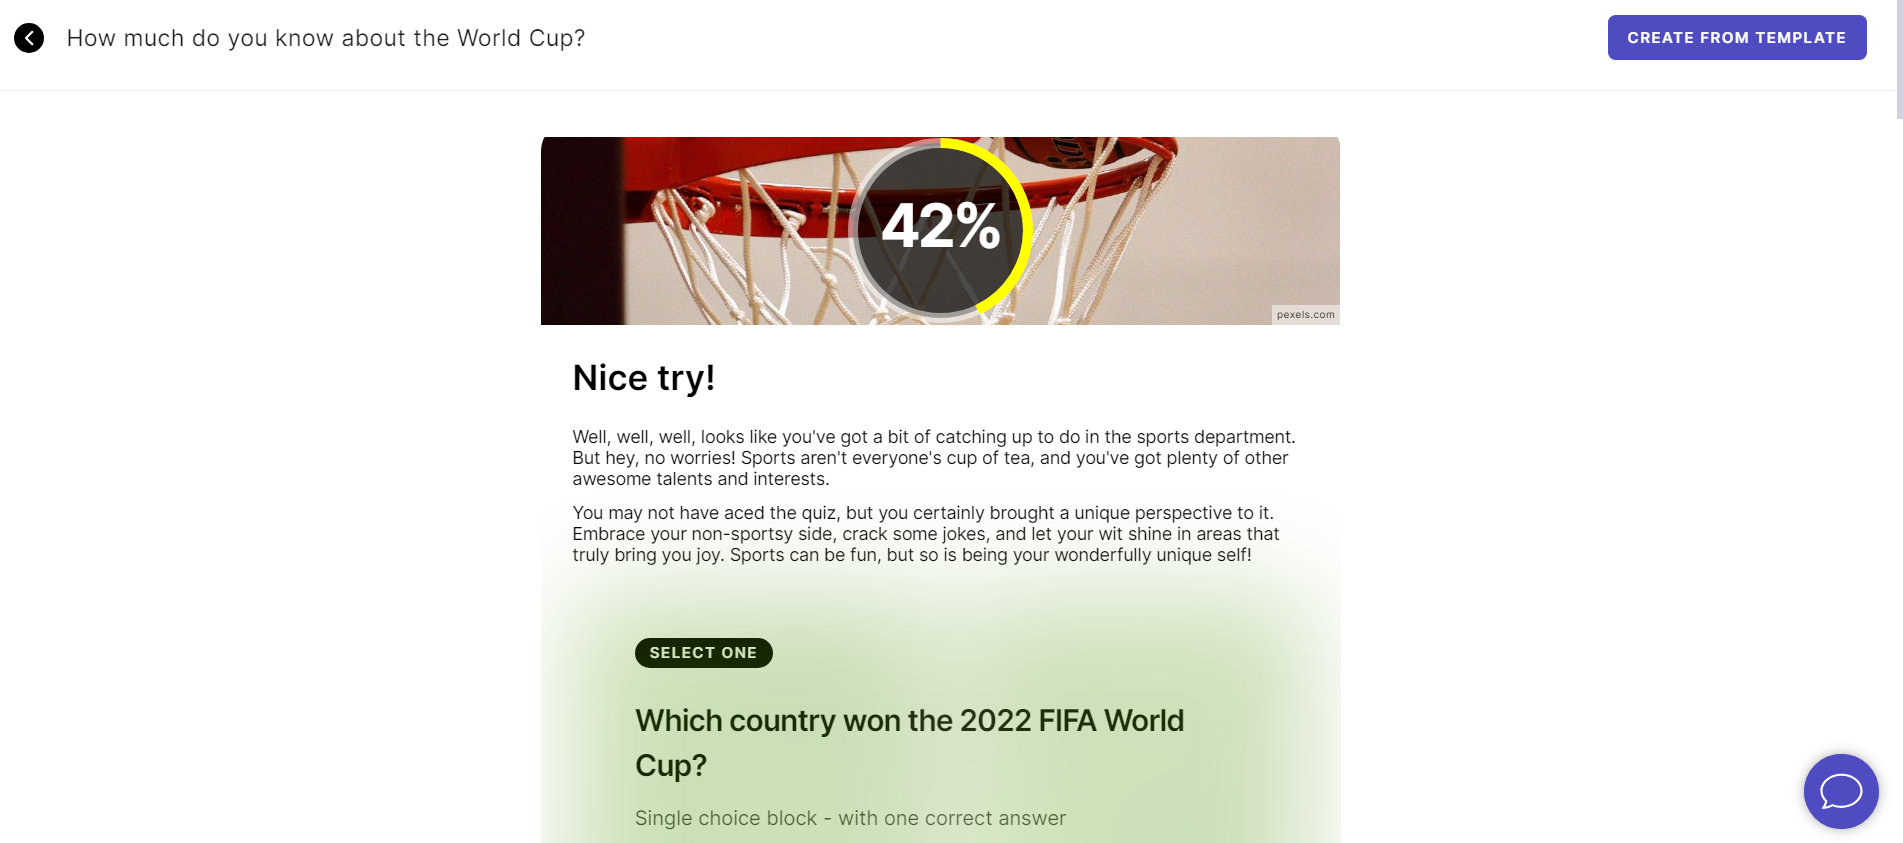 How much do you know about the World Cup?
CREATE FROM TEMPLATE
42%
pexels.com
Nice try!
Well, well, well, looks like you've got a bit of catching up to do in the sports department.
But hey, no worries! Sports aren't everyone's cup of tea, and you've got plenty of other
awesome talents and interests.
You may not have aced the quiz, but you certainly brought a unique perspective to it.
Embrace your non-sportsy side, crack some jokes, and let your wit shine in areas that
truly bring you joy. Sports can be fun, but so is being your wonderfully unique self!
SELECT ONE
Which country won the 2022 FIFA World
Cup?
Single choice block - with one correct answer